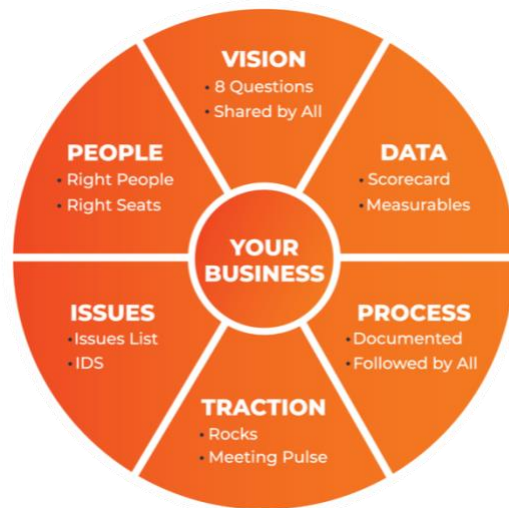 VISION
• 8 Questions
• Shared by All
DATA
• Scorecard
• Measurables
PROCESS
• Documented
• Followed by All
TRACTION
• Rocks
• Meeting Pulse
ISSUES
• Issues List
• IDS
PEOPLE
• Right People
• Right Seats
YOUR
BUSINESS